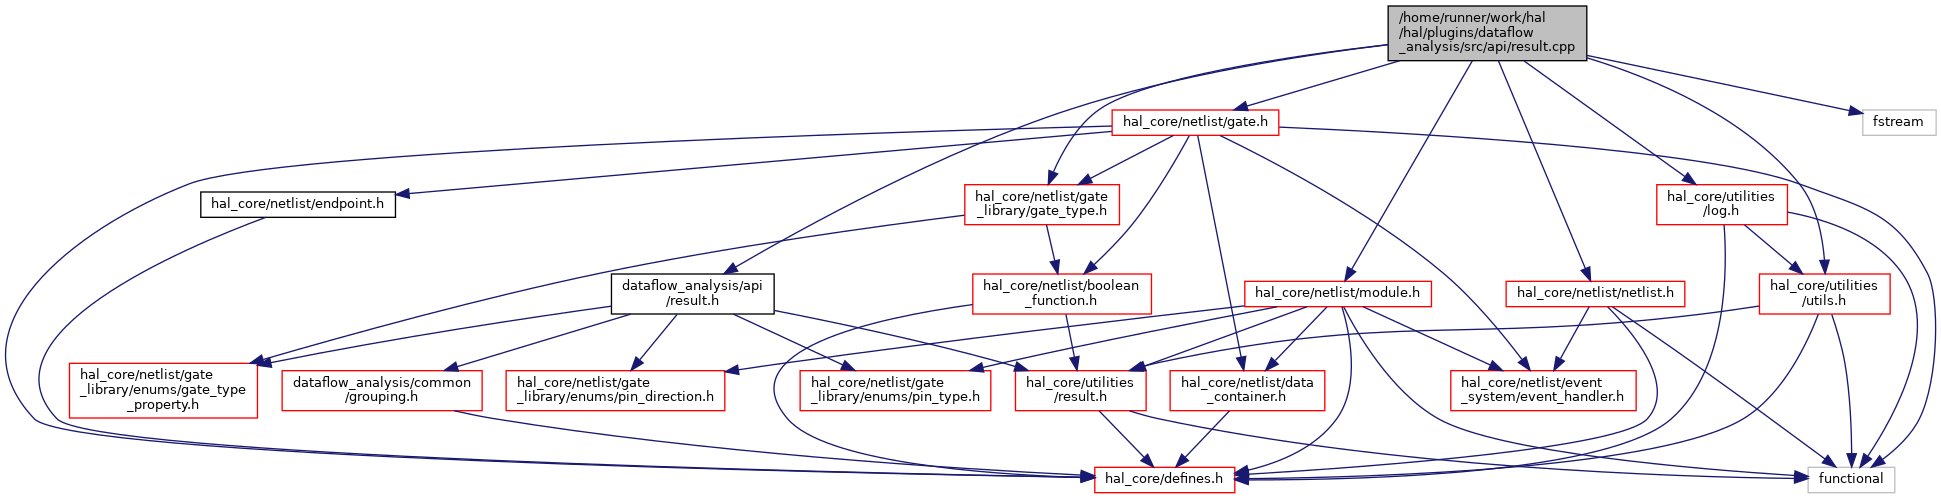 /home/runner/work/hal
/hal/plugins/dataflow
_analysis/src/api/result.cpp
hal_core/netlist/gate.h
fstream
hal_core/netlist/endpoint.h
hal_core/netlist/gate
_library/gate_type.h
hal_core/utilities
/log.h
dataflow_analysis/api
/result.h
hal_core/netlist/boolean
_function.h
hal_core/netlist/module.h
hal_core/netlist/netlist.h
hal_core/utilities
/utils.h
hal_core/netlist/gate
_library/enums/gate_type
_property.h
dataflow_analysis/common
/grouping.h
hal_core/netlist/gate
_library/enums/pin_direction.h
hal_core/netlist/gate
_library/enums/pin_type.h
hal_core/utilities
/result.h
hal_core/netlist/data
_container.h
hal_core/netlist/event
_system/event_handler.h
hal_core/defines.h
functional